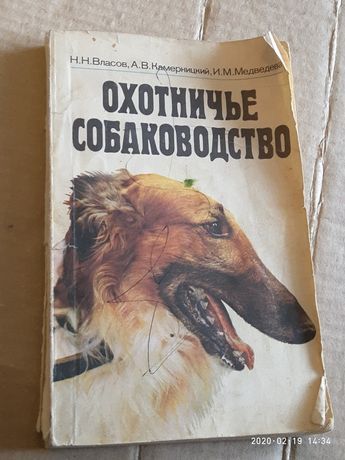 Н.Н.Власов, А.В.Камерницкий, И.М.Медведева
ОХОТНИЧЬЕ
СОБАКОВОДСТВО
2020-02-19 14:34